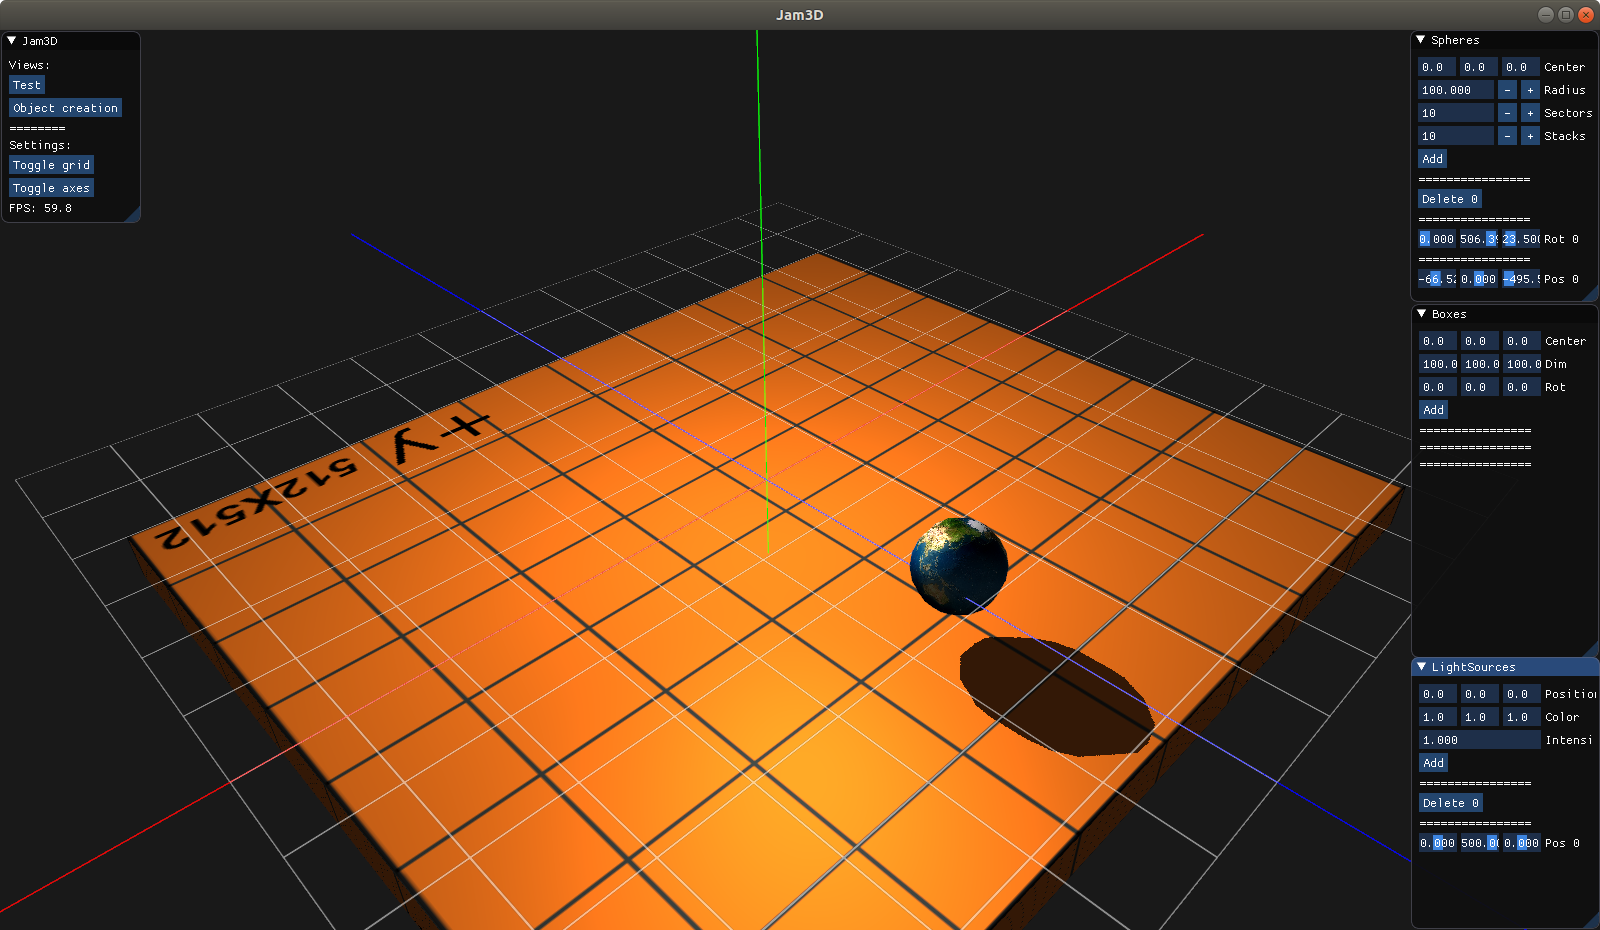 Jam3D
Jam3D
Views:
Test
Object creation
========
Settings:
Toggle grid
Toggle axes
FPS: 59.8
+y
512X512
Spheres
0.0 0.0 0.0 Center
100.000 - + Radius
10 - + Sectors
10 - + Stacks
Add
================
Delete 0
================
0.000 506.39 23.500 Rot 0
================
-66.52 0.000 -495.5 Pos 0
Boxes
0.0 0.0 0.0 Center
100.0 100.0 100.0 Dim
0.0 0.0 0.0 Rot
Add
================
================
================
LightSources
0.0 0.0 0.0 Positio
1.0 1.0 1.0 Color
1.000 Intensi
Add
================
Delete 0
================
0.000 500.00 0.000 Pos 0